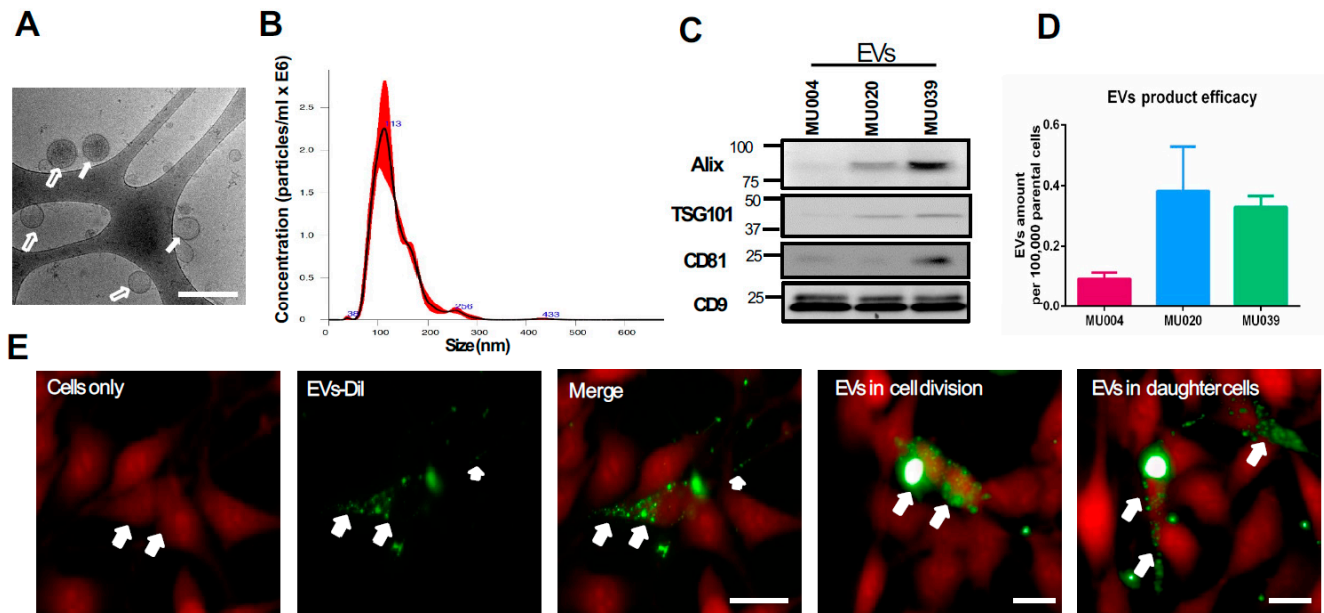 A
B
Concentration (particles/ml x E6)
2.5
2.0
1.5
1.0
0.5
0
113
38
256
433
0 100 200 300 400 500 600
Size(nm)
C
EVs
MU004 MU020 MU039
Alix
100
75
TSG101
50
37
CD81
25
CD9
25
D
EVs product efficacy
EVs amount
per 100,000 parental cells
0.6
0.4
0.2
0.0
MU004 MU020 MU039
E
Cells only
EVs-Dil
Merge
EVs in cell division
EVs in daughter cells